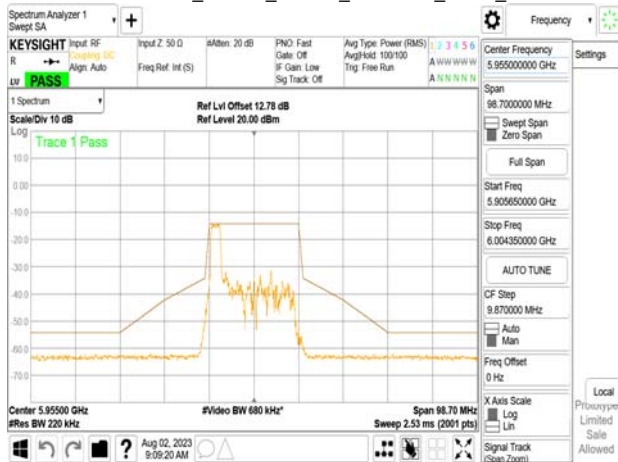 Spectrum Analyzer 1
Swept SA
Frequency
KEYSIGHT
R
LW
PASS
Input: RF
Coupling: DC
Align: Auto
Input Z: 50 Ω
Freq Ref: Int (S)
#Atten: 20 dB
PNO: Fast
Gate: Off
IF Gain: Low
Sig Track: Off
Avg Type: Power (RMS)
Avg|Hold: 100/100
Trig: Free Run
1 2 3 4 5 6
A W W W W W
A N N N N N
1 Spectrum
Scale/Div 10 dB
Ref Lvl Offset 12.78 dB
Ref Level 20.00 dBm
Log
Trace 1 Pass
10.0
0.00
-10.0
-20.0
-30.0
-40.0
-50.0
-60.0
-70.0
Center 5.95500 GHz
#Res BW 220 kHz
#Video BW 680 kHz*
Span 98.70 MHz
Sweep 2.53 ms (2001 pts)
Aug 02, 2023
9:09:20 AM
Center Frequency
5.955000000 GHz
Span
98.7000000 MHz
Swept Span
Zero Span
Full Span
Start Freq
5.905650000 GHz
Stop Freq
6.004350000 GHz
AUTO TUNE
CF Step
9.870000 MHz
Auto
Man
Freq Offset
0 Hz
X Axis Scale
Log
Lin
Signal Track
(Span Zoom)
Settings
Local
Prototype
Limited
Sale
Allowed